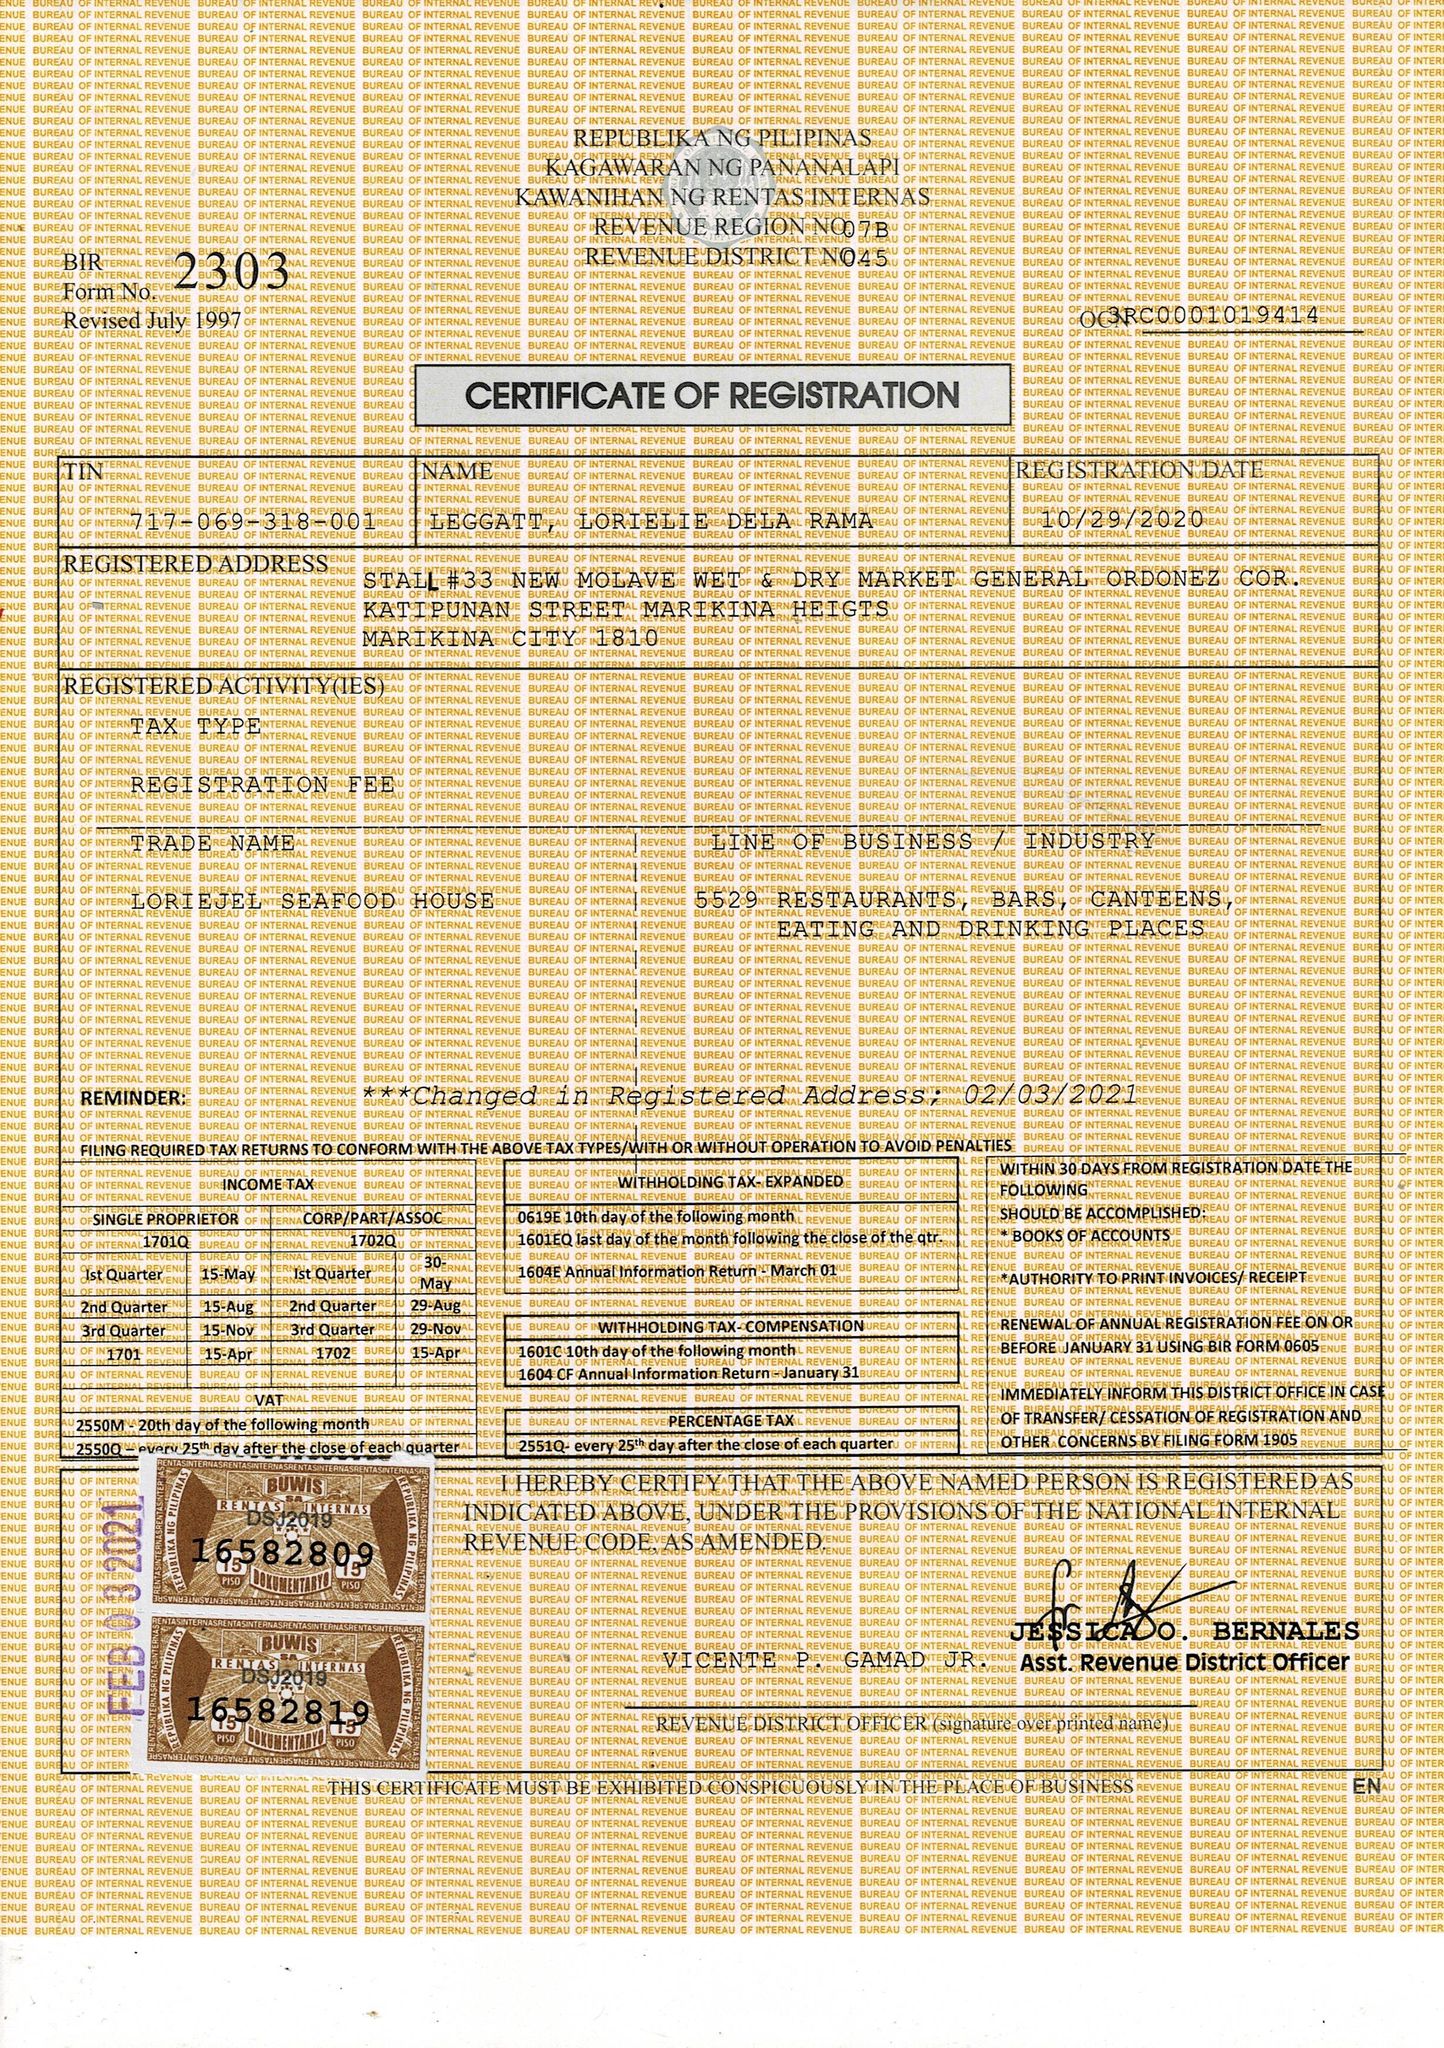 REPUBLIKA NG PILIPINAS
KAGAWARAN NG PANANALAPI
KAWANIHAN NG RENTAS INTERNAS
REVENUE REGION NO 07B
REVENUE DISTRICT NO 045
BIR
Form No. 2303
Revised July 1997
OCN 3RC0001019414
CERTIFICATE OF REGISTRATION
TIN NAME REGISTRATION DATE
717-069-318-001 LEGGATT, LORIELIE DELA RAMA 10/29/2020
REGISTERED ADDRESS
STALL #33 NEW MOLAVE WET & DRY MARKET GENERAL ORDONEZ COR.
KATIPUNAN STREET MARIKINA HEIGTS
MARIKINA CITY 1810
REGISTERED ACTIVITY(IES)
TAX TYPE
REGISTRATION FEE
TRADE NAME LINE OF BUSINESS / INDUSTRY
LORIEJEL SEAFOOD HOUSE 5529 RESTAURANTS, BARS, CANTEENS,
EATING AND DRINKING PLACES
REMINDER: ***Changed in Registered Address; 02/03/2021
FILING REQUIRED TAX RETURNS TO CONFORM WITH THE ABOVE TAX TYPES/WITH OR WITHOUT OPERATION TO AVOID PENALTIES
INCOME TAX
SINGLE PROPRIETOR CORP/PART/ASSOC
1701Q 1702Q
Ist Quarter 15-May Ist Quarter 30-May
2nd Quarter 15-Aug 2nd Quarter 29-Aug
3rd Quarter 15-Nov 3rd Quarter 29-Nov
1701 15-Apr 1702 15-Apr
VAT
2550M - 20th day of the following month
2550Q – every 25th day after the close of each quarter
WITHHOLDING TAX- EXPANDED
0619E 10th day of the following month
1601EQ last day of the month following the close of the qtr.
1604E Annual Information Return - March 01
WITHHOLDING TAX- COMPENSATION
1601C 10th day of the following month
1604 CF Annual Information Return - January 31
PERCENTAGE TAX
2551Q- every 25th day after the close of each quarter
WITHIN 30 DAYS FROM REGISTRATION DATE THE
FOLLOWING
SHOULD BE ACCOMPLISHED:
* BOOKS OF ACCOUNTS
*AUTHORITY TO PRINT INVOICES/ RECEIPT
RENEWAL OF ANNUAL REGISTRATION FEE ON OR
BEFORE JANUARY 31 USING BIR FORM 0605
IMMEDIATELY INFORM THIS DISTRICT OFFICE IN CASE
OF TRANSFER/ CESSATION OF REGISTRATION AND
OTHER CONCERNS BY FILING FORM 1905
I HEREBY CERTIFY THAT THE ABOVE NAMED PERSON IS REGISTERED AS
INDICATED ABOVE, UNDER THE PROVISIONS OF THE NATIONAL INTERNAL
REVENUE CODE, AS AMENDED.
FEB 03 2021
BUWIS
SA
RENTAS INTERNAS
REPUBLIKA NG PILIPINAS
DSJ2019
16582809
15 PISO
DOKUMENTARYO
BUWIS
SA
RENTAS INTERNAS
REPUBLIKA NG PILIPINAS
DSJ2019
16582819
15 PISO
DOKUMENTARYO
JESSICA O. BERNALES
VICENTE P. GAMAD JR. Asst. Revenue District Officer
REVENUE DISTRICT OFFICER (signature over printed name)
THIS CERTIFICATE MUST BE EXHIBITED CONSPICUOUSLY IN THE PLACE OF BUSINESS EN
BUREAU OF INTERNAL REVENUE